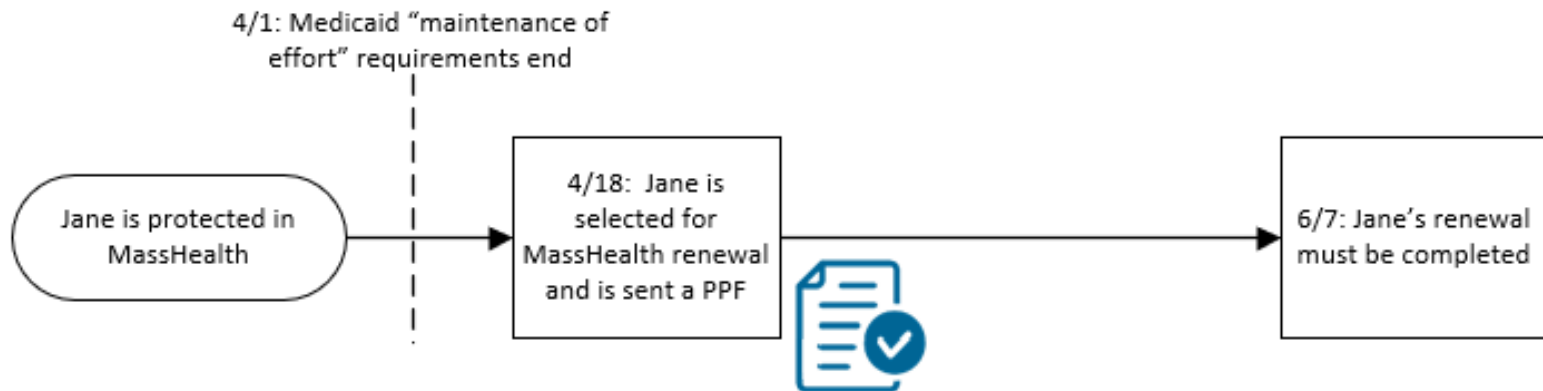 4/1: Medicaid “maintenance of
effort” requirements end
Jane is protected in
MassHealth
4/18:  Jane is
selected for
MassHealth renewal
and is sent a PPF
6/7: Jane’s renewal
must be completed